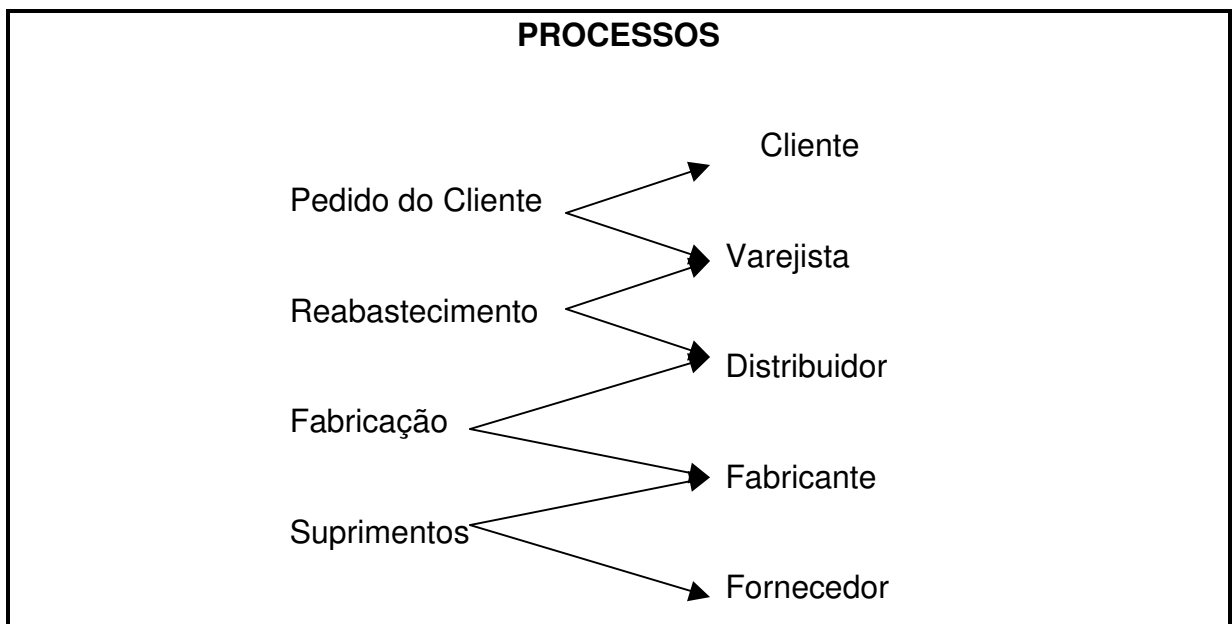 PROCESSOS
Cliente
Pedido do Cliente
Varejista
Reabastecimento
Distribuidor
Fabricação
Fabricante
Suprimentos
Fornecedor